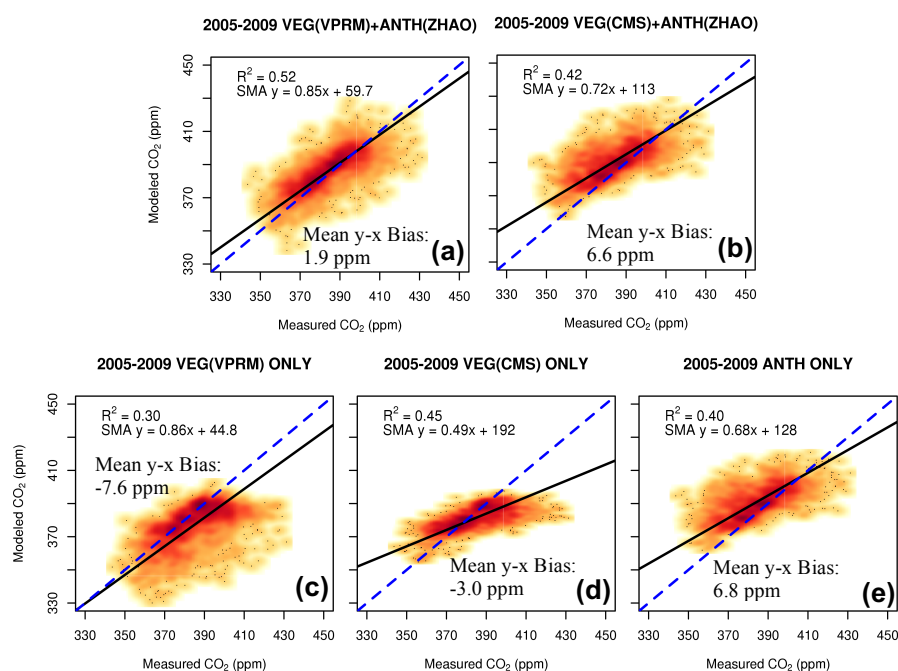 2005-2009 VEG(VPRM)+ANTH(ZHAO)
R² = 0.52
SMA y = 0.85x + 59.7
Mean y-x Bias:
1.9 ppm
(a)
Modeled CO₂ (ppm)
450
410
370
330
330 350 370 390 410 430 450
Measured CO₂ (ppm)
2005-2009 VEG(CMS)+ANTH(ZHAO)
R² = 0.42
SMA y = 0.72x + 113
Mean y-x Bias:
6.6 ppm
(b)
330 350 370 390 410 430 450
Measured CO₂ (ppm)
2005-2009 VEG(VPRM) ONLY
R² = 0.30
SMA y = 0.86x + 44.8
Mean y-x Bias:
-7.6 ppm
(c)
Modeled CO₂ (ppm)
450
410
370
330
330 350 370 390 410 430 450
Measured CO₂ (ppm)
2005-2009 VEG(CMS) ONLY
R² = 0.45
SMA y = 0.49x + 192
Mean y-x Bias:
-3.0 ppm
(d)
330 350 370 390 410 430 450
Measured CO₂ (ppm)
2005-2009 ANTH ONLY
R² = 0.40
SMA y = 0.68x + 128
Mean y-x Bias:
6.8 ppm
(e)
330 350 370 390 410 430 450
Measured CO₂ (ppm)